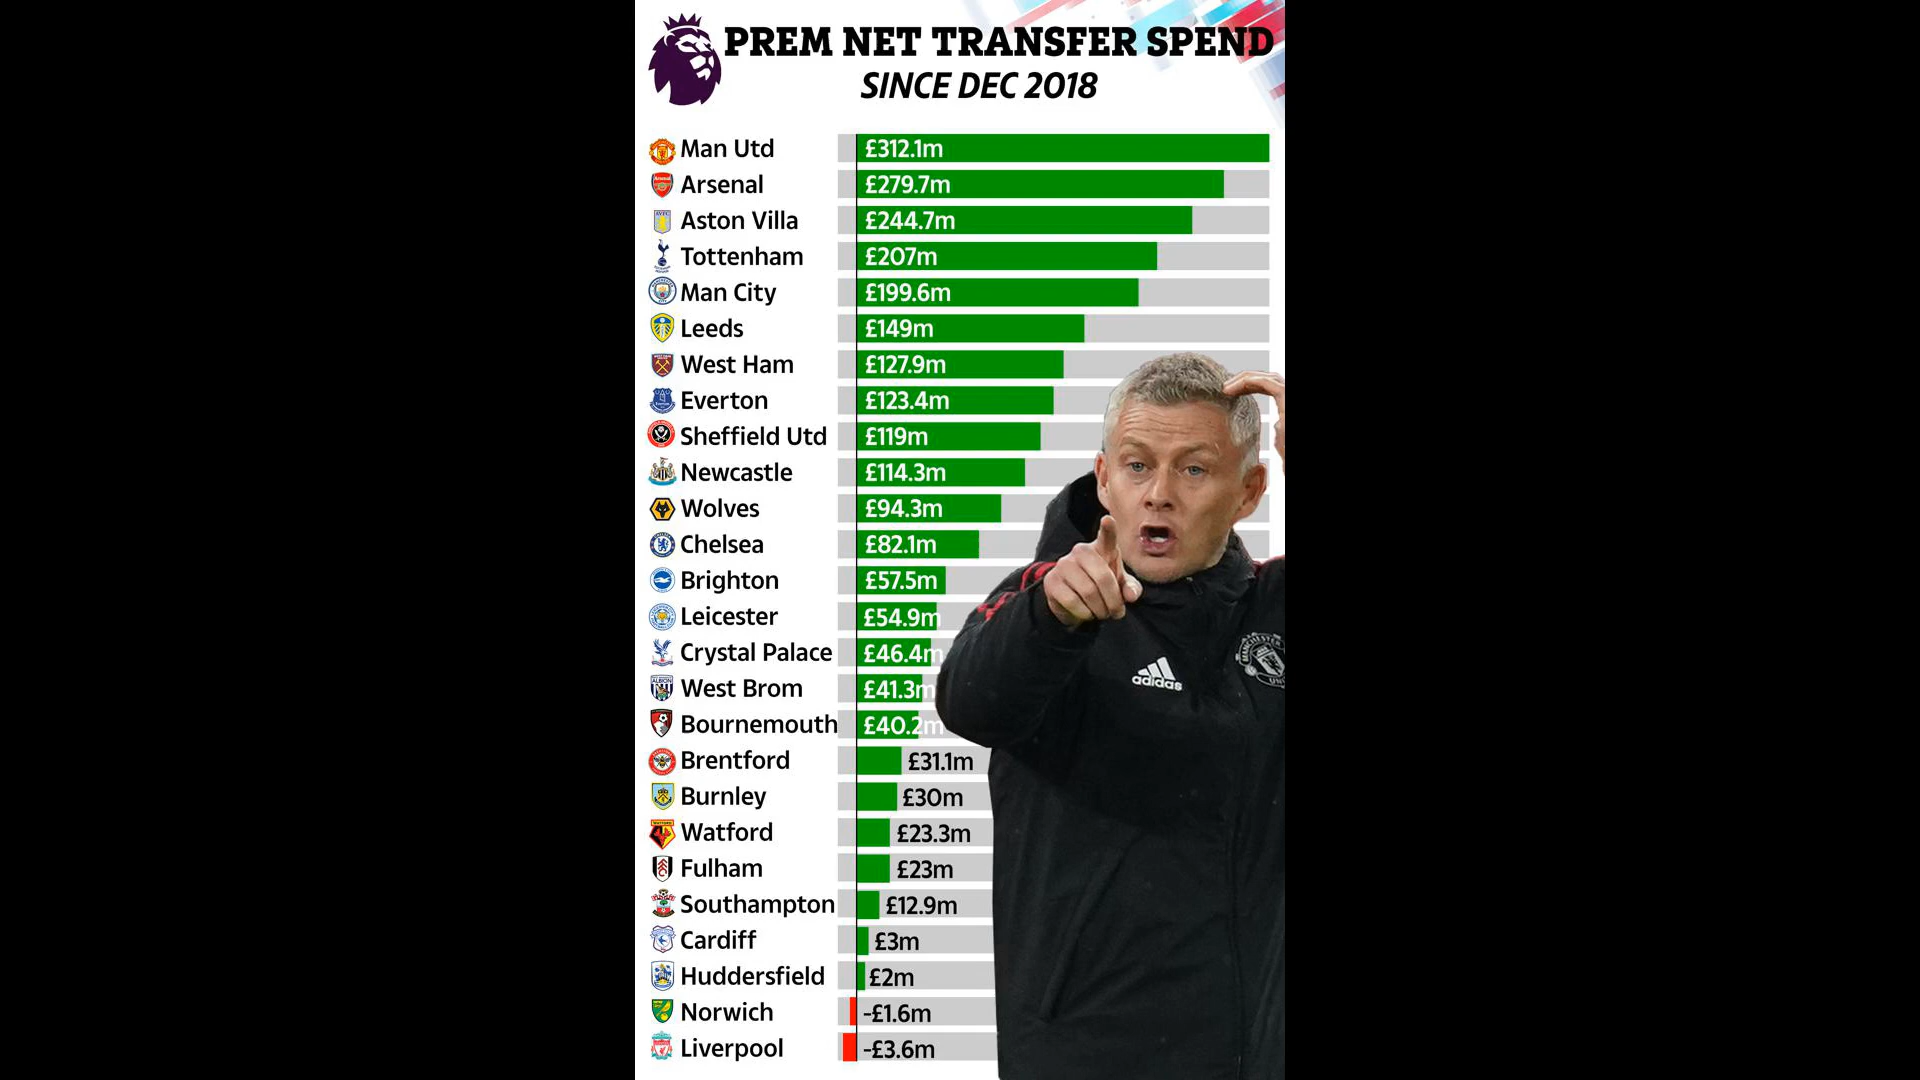 PREM NET TRANSFER SPEND
SINCE DEC 2018
Man Utd £312.1m
Arsenal £279.7m
Aston Villa £244.7m
Tottenham £207m
Man City £199.6m
Leeds £149m
West Ham £127.9m
Everton £123.4m
Sheffield Utd £119m
Newcastle £114.3m
Wolves £94.3m
Chelsea £82.1m
Brighton £57.5m
Leicester £54.9m
Crystal Palace £46.4m
West Brom £41.3m
Bournemouth £40.2m
Brentford £31.1m
Burnley £30m
Watford £23.3m
Fulham £23m
Southampton £12.9m
Cardiff £3m
Huddersfield £2m
Norwich -£1.6m
Liverpool -£3.6m
adidas
MANCHESTER